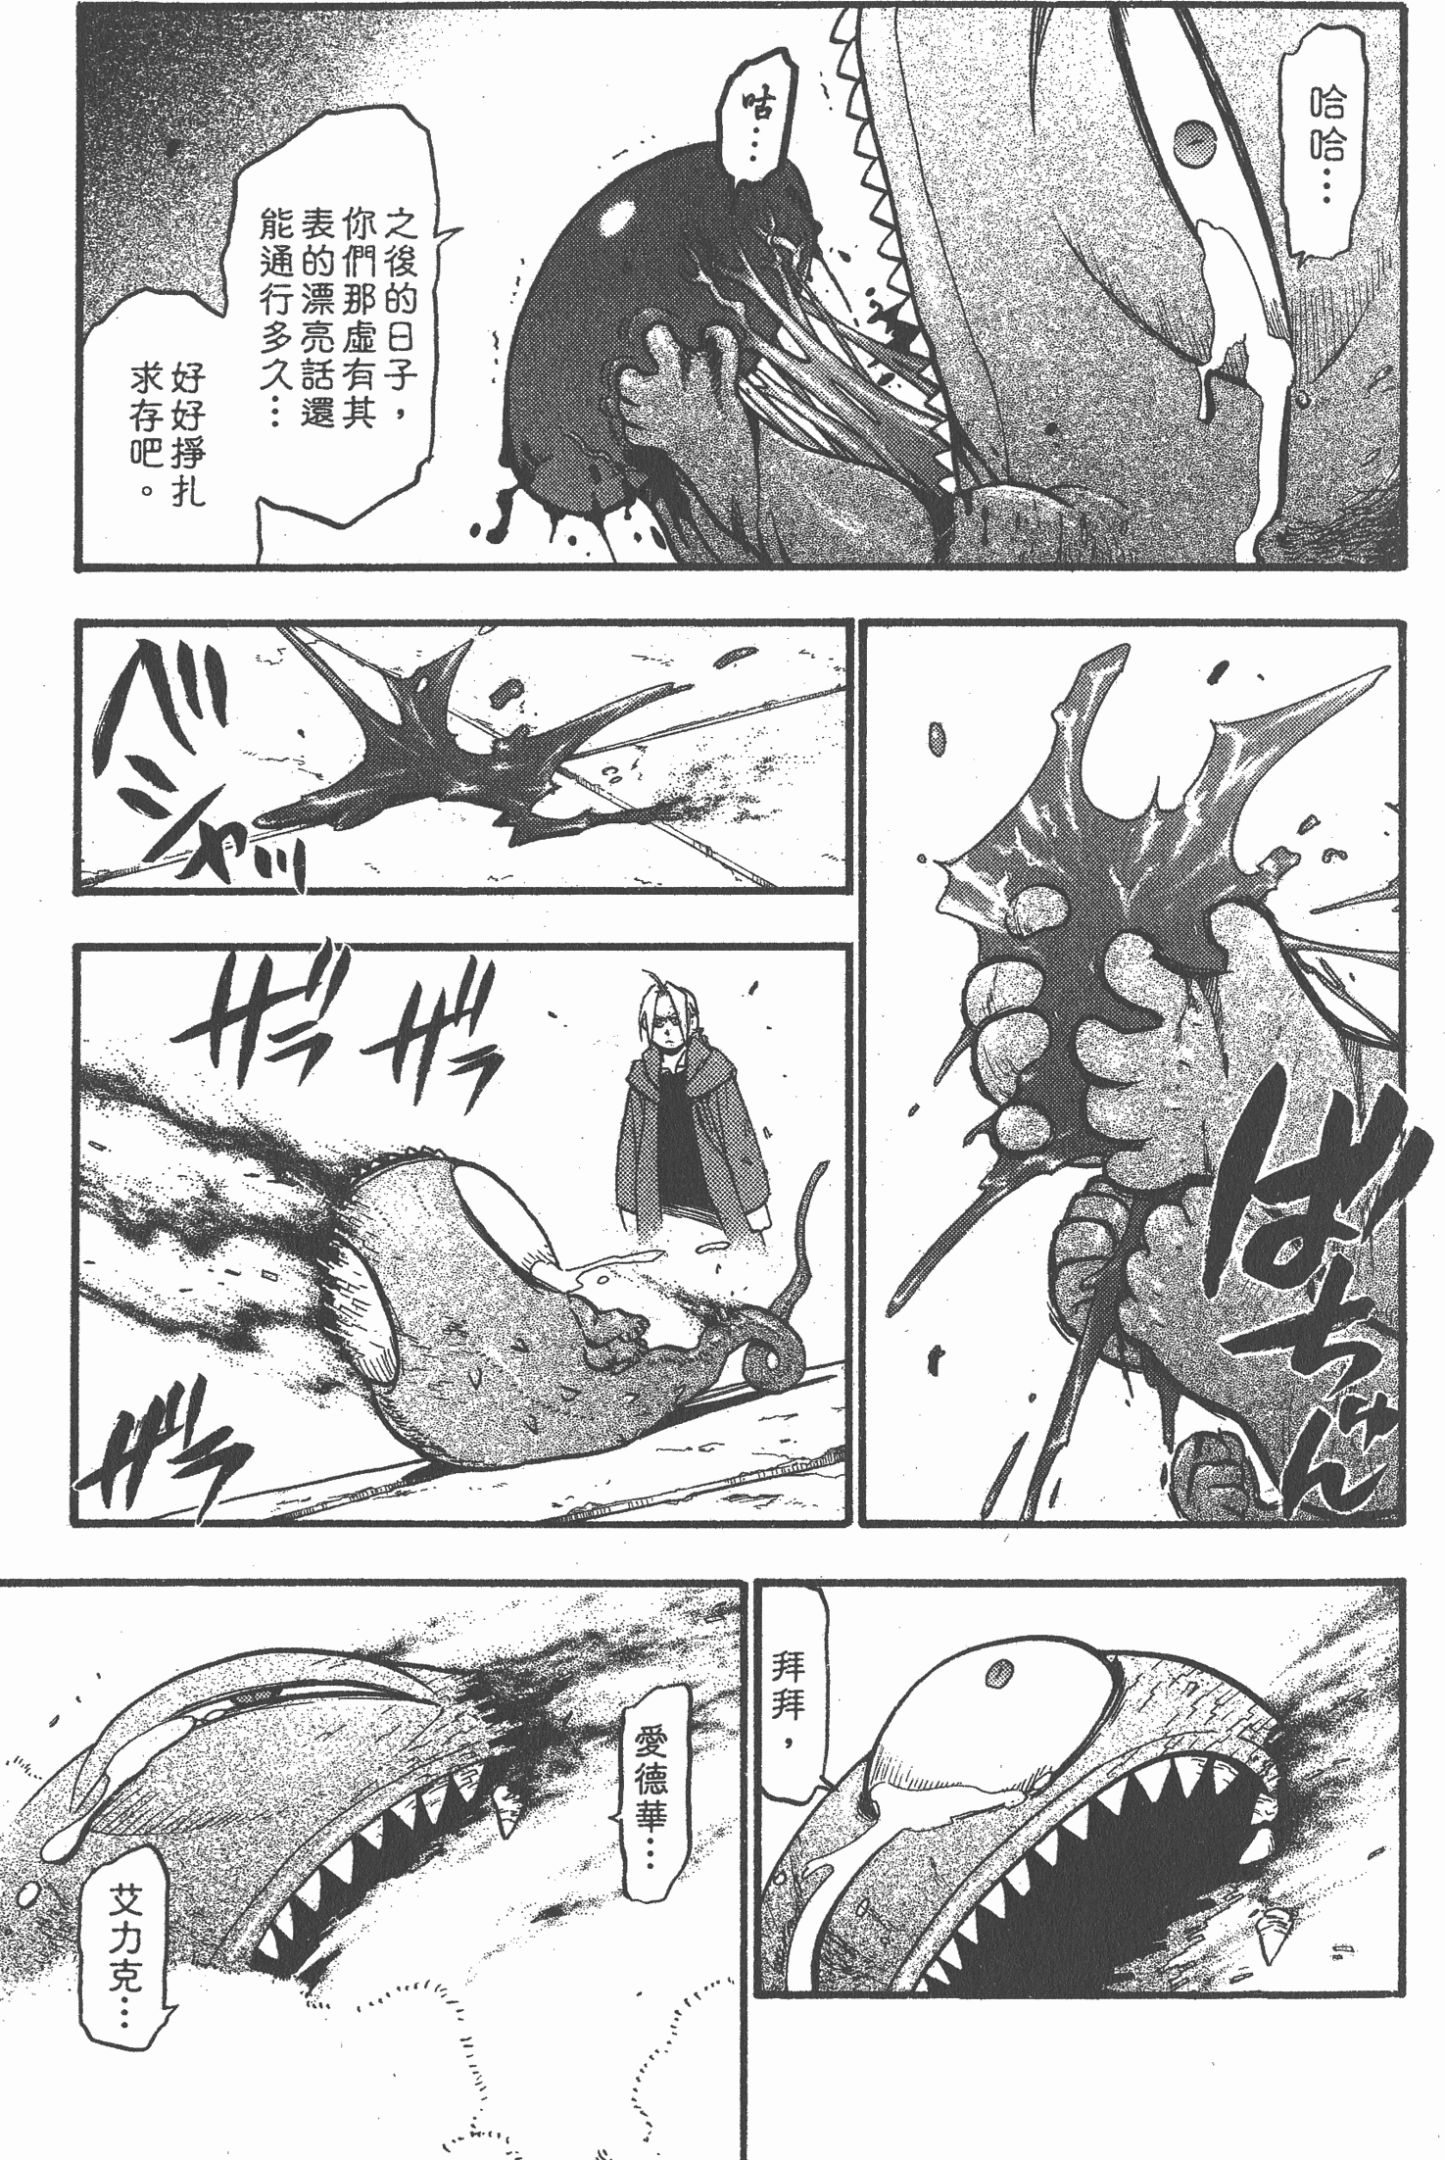 哈哈…
咕…
之後的日子，
你們那虛有其
表的漂亮話還
能通行多久…
好好掙扎
求存吧。
ばちゅん
ベシャッ
ザラ
ザラ
ザラ
拜拜，
愛德華…
艾力克…